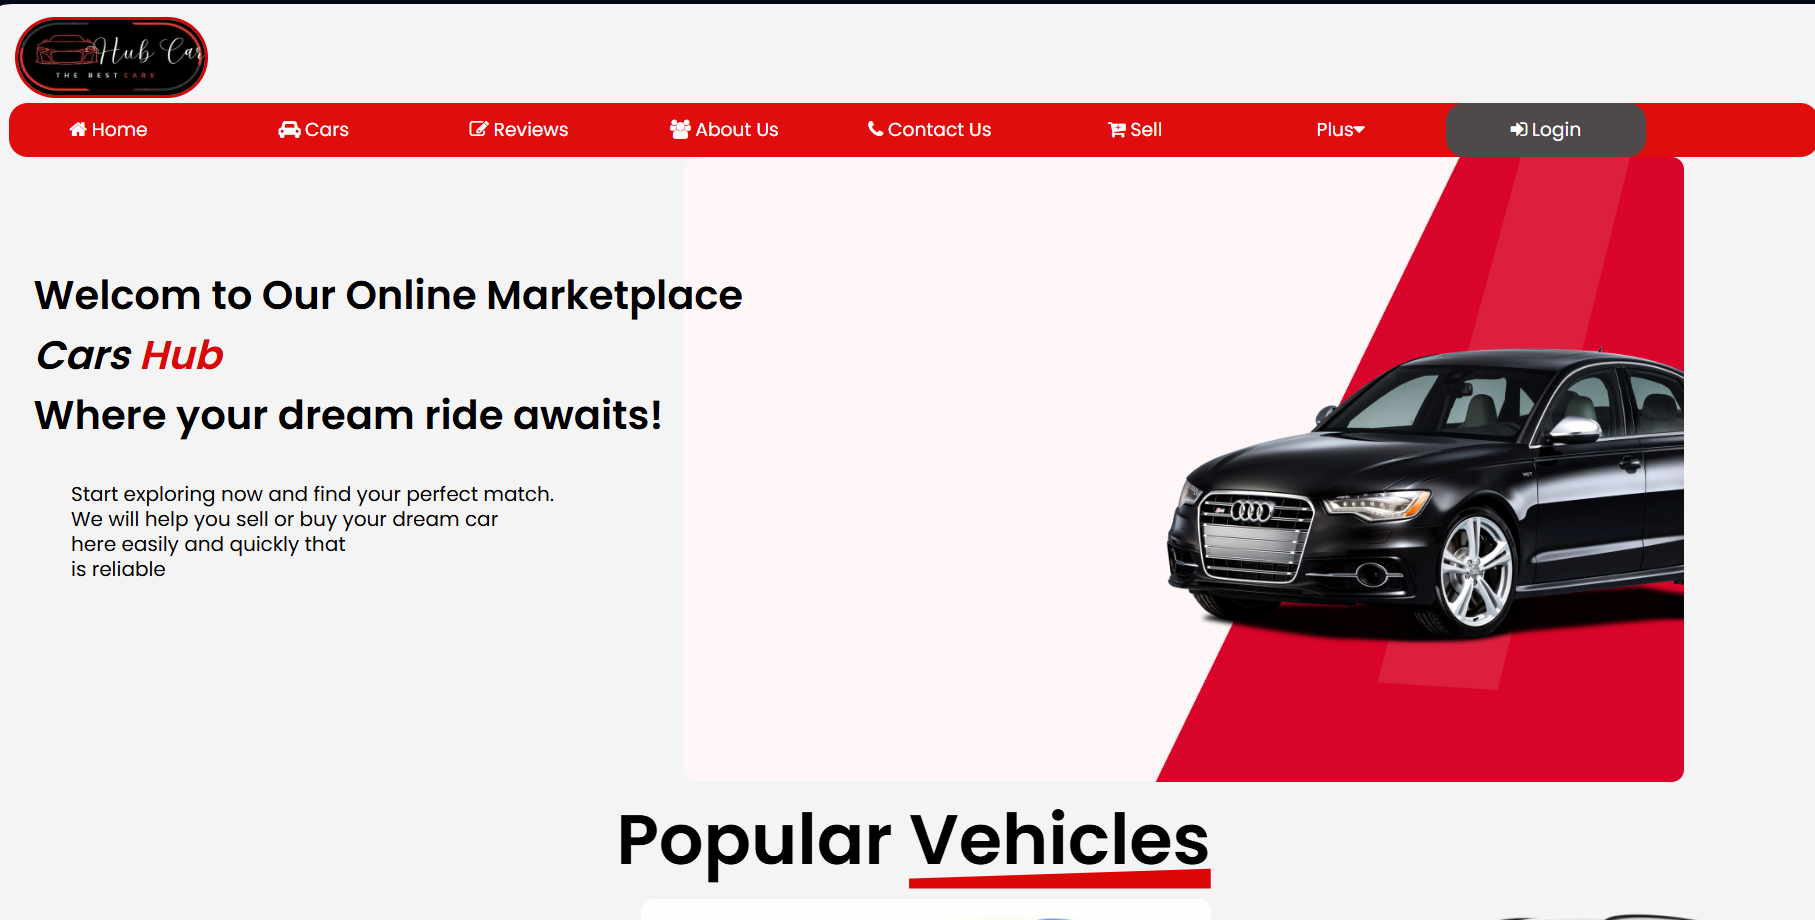 Hub Car
THE BEST CARS
Home Cars Reviews About Us Contact Us Sell Plus Login
Welcom to Our Online Marketplace
Cars Hub
Where your dream ride awaits!
Start exploring now and find your perfect match.
We will help you sell or buy your dream car
here easily and quickly that
is reliable
Popular Vehicles